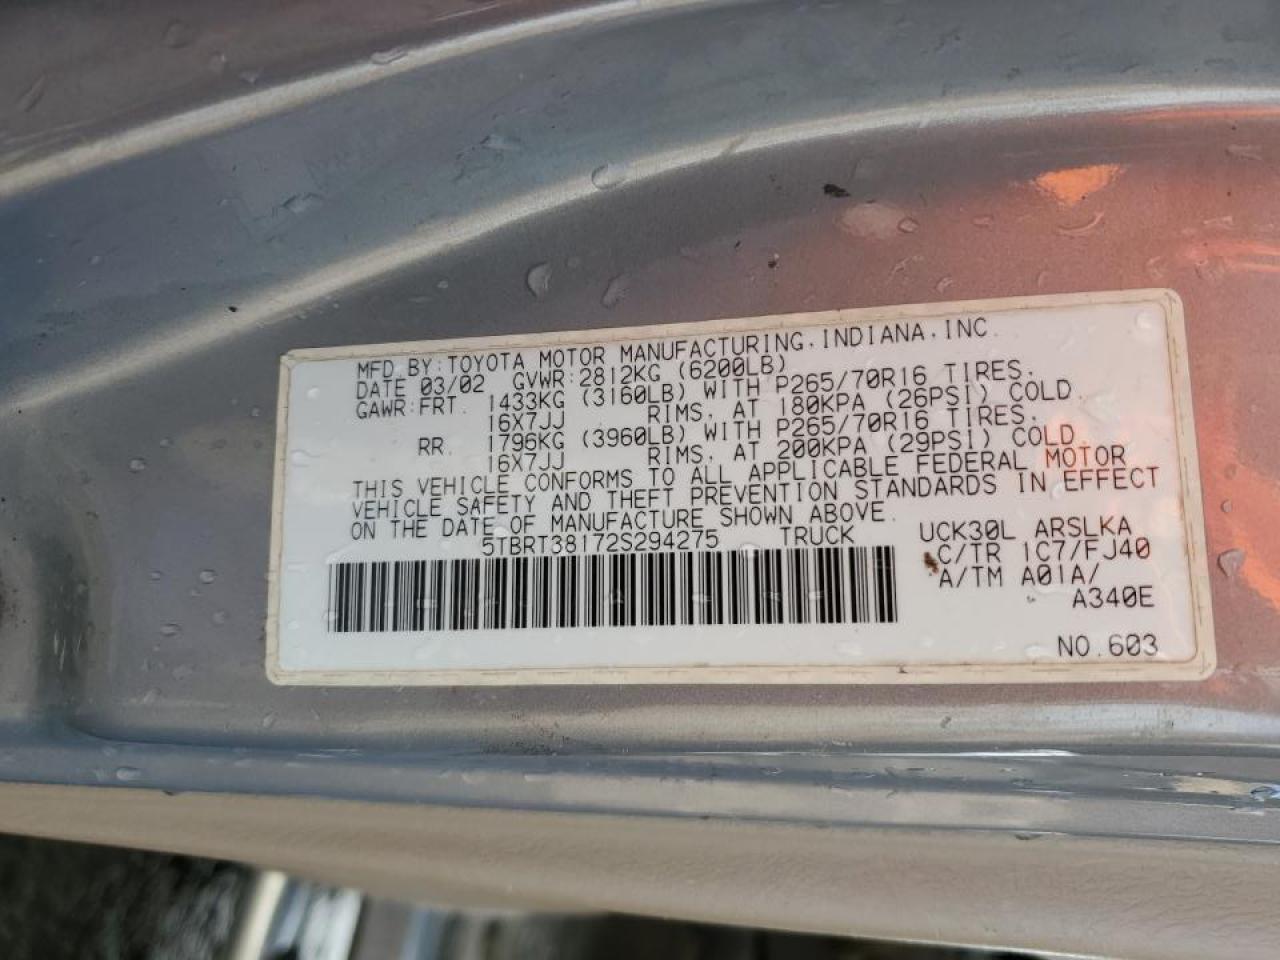 MFD.BY:TOYOTA MOTOR MANUFACTURING.INDIANA.INC.
DATE 03/02 GVWR:2812KG (6200LB)
GAWR:FRT. 1433KG (3160LB) WITH P265/70R16 TIRES.
16X7JJ RIMS. AT 180KPA (26PSI) COLD.
RR. 1796KG (3960LB) WITH P265/70R16 TIRES.
16X7JJ RIMS. AT 200KPA (29PSI) COLD.
THIS VEHICLE CONFORMS TO ALL APPLICABLE FEDERAL MOTOR
VEHICLE SAFETY AND THEFT PREVENTION STANDARDS IN EFFECT
ON THE DATE OF MANUFACTURE SHOWN ABOVE.
5TBRT38172S294275 TRUCK
UCK30L ARSLKA
C/TR 1C7/FJ40
A/TM A01A/
A340E
NO.603